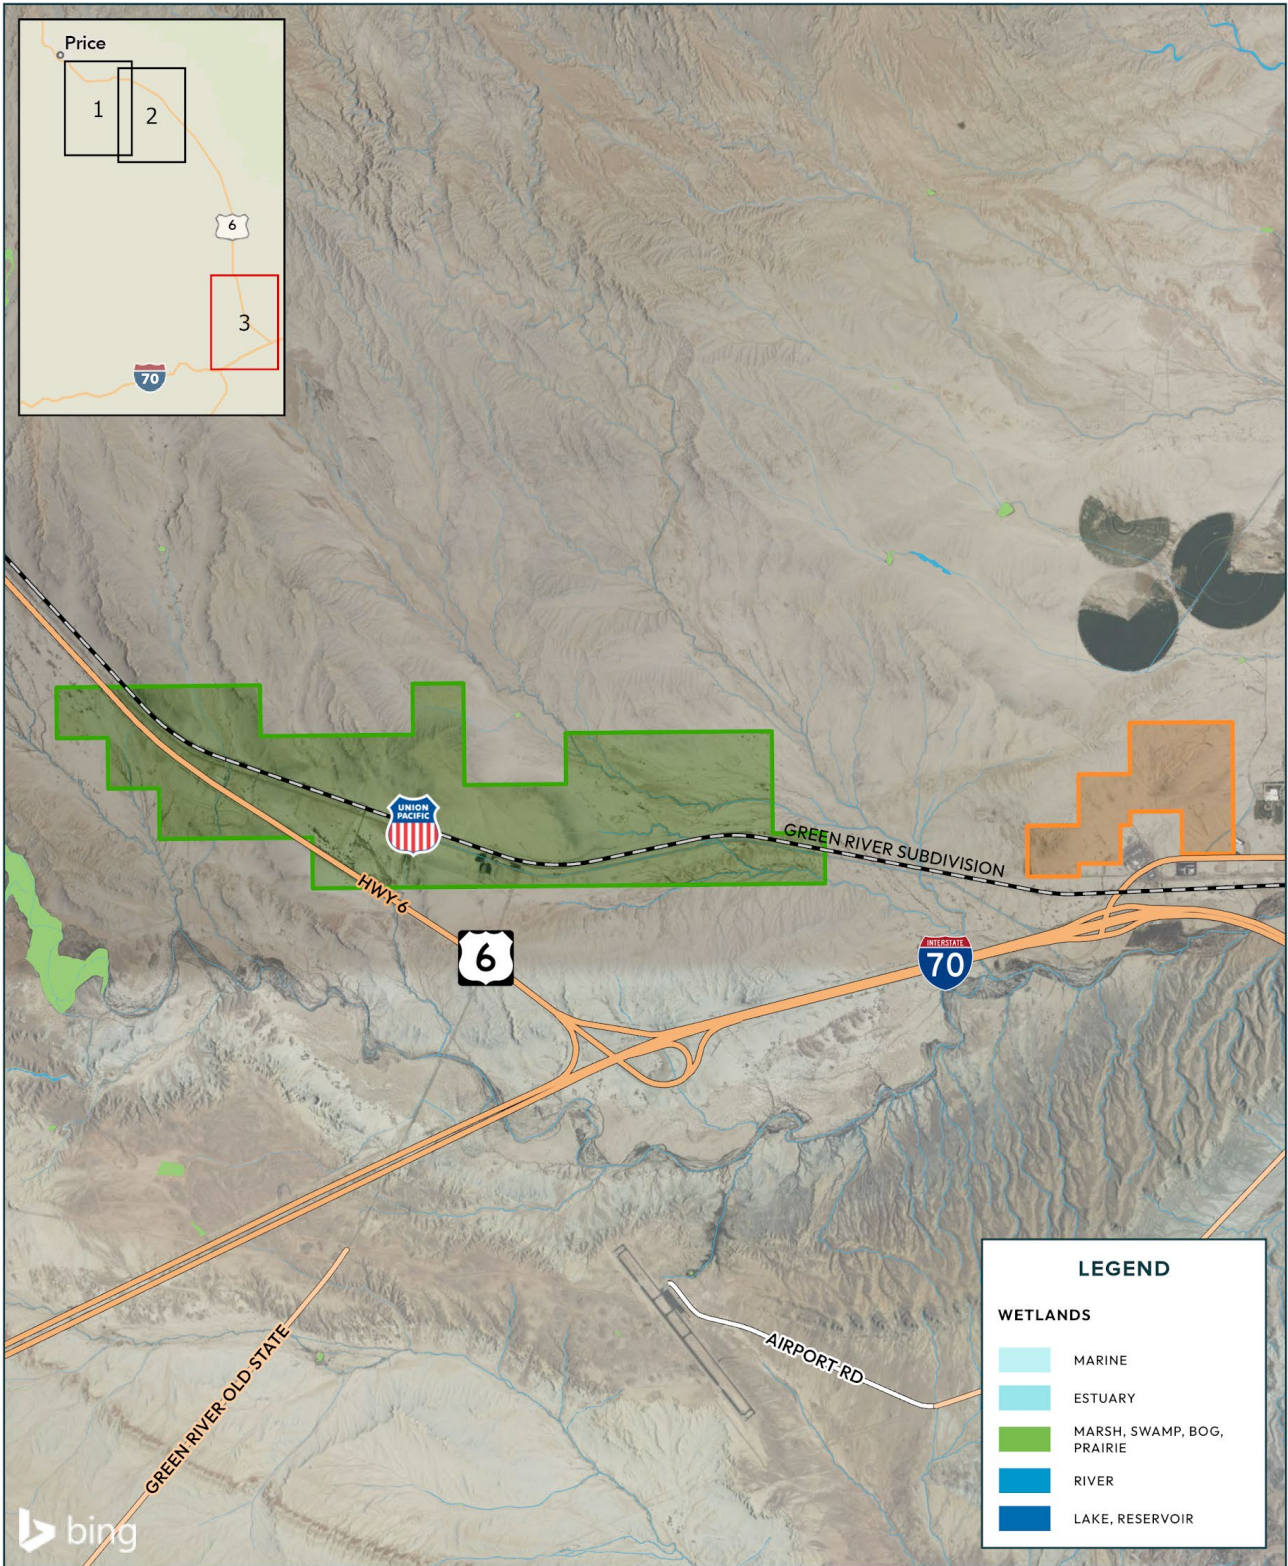 Price
1
2
6
3
70
UNION
PACIFIC
GREEN RIVER SUBDIVISION
HWY 6
6
INTERSTATE
70
AIRPORT RD
GREEN RIVER OLD STATE
LEGEND
WETLANDS
MARINE
ESTUARY
MARSH, SWAMP, BOG,
PRAIRIE
RIVER
LAKE, RESERVOIR
bing